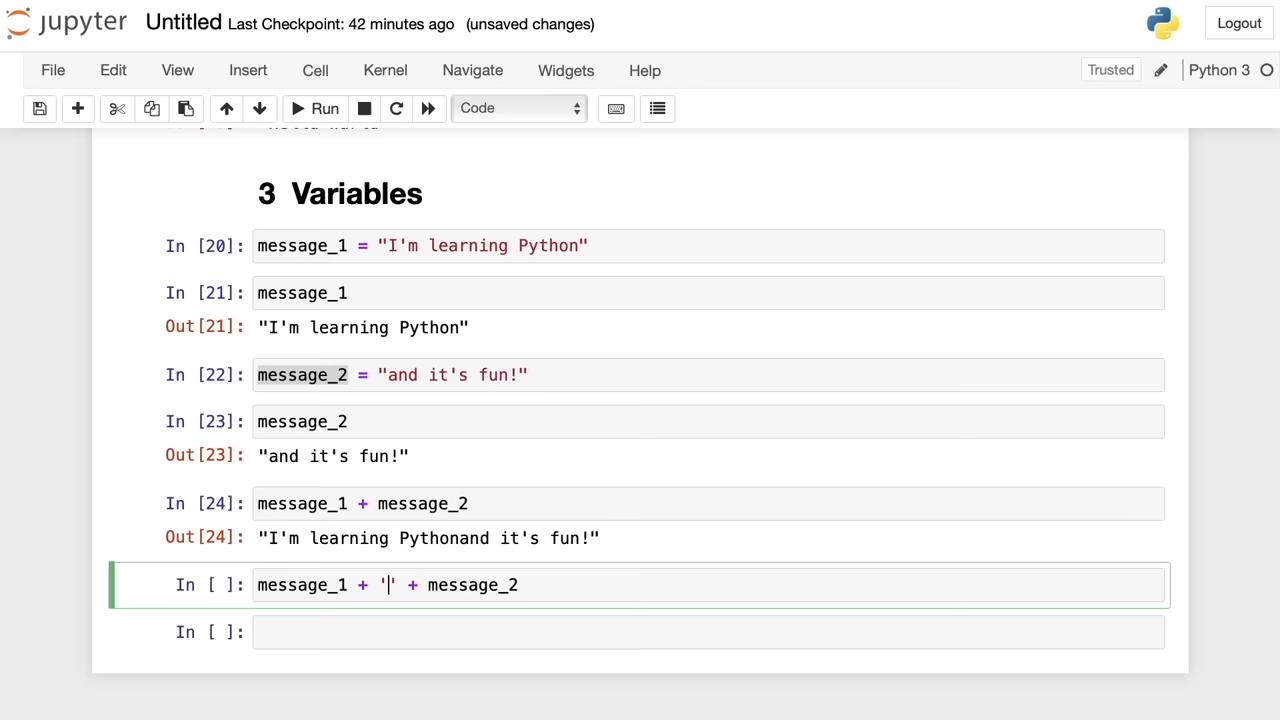 jupyter Untitled Last Checkpoint: 42 minutes ago (unsaved changes) Logout
File Edit View Insert Cell Kernel Navigate Widgets Help Trusted Python 3
Run Code
3 Variables
In [20]: message_1 = "I'm learning Python"
In [21]: message_1
Out[21]: "I'm learning Python"
In [22]: message_2 = "and it's fun!"
In [23]: message_2
Out[23]: "and it's fun!"
In [24]: message_1 + message_2
Out[24]: "I'm learning Pythonand it's fun!"
In [ ]: message_1 + '' + message_2
In [ ]: